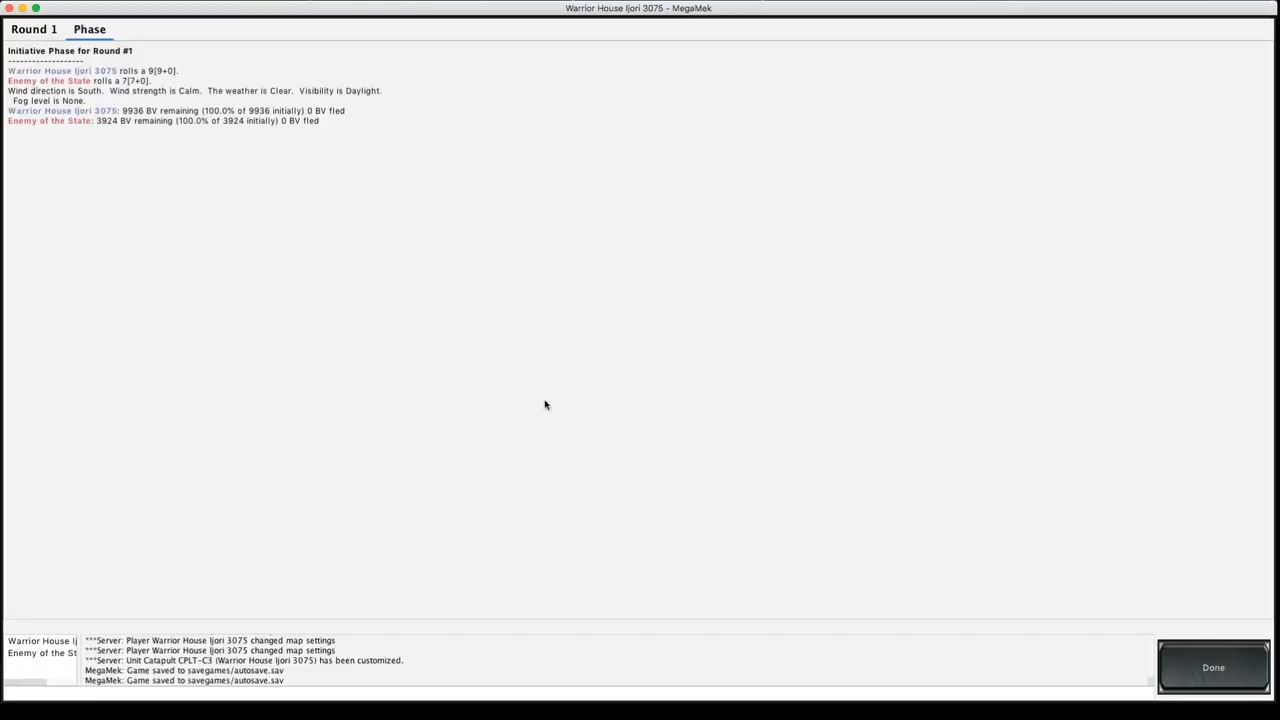 Warrior House Ijori 3075 - MegaMek
Round 1 Phase
Initiative Phase for Round #1
-------------------
Warrior House Ijori 3075 rolls a 9[9+0].
Enemy of the State rolls a 7[7+0].
Wind direction is South.  Wind strength is Calm.  The weather is Clear.  Visibility is Daylight.
Fog level is None.
Warrior House Ijori 3075: 9936 BV remaining (100.0% of 9936 initially) 0 BV fled
Enemy of the State: 3924 BV remaining (100.0% of 3924 initially) 0 BV fled
Warrior House Ij
Enemy of the St
***Server: Player Warrior House Ijori 3075 changed map settings
***Server: Player Warrior House Ijori 3075 changed map settings
***Server: Unit Catapult CPLT-C3 (Warrior House Ijori 3075) has been customized.
MegaMek: Game saved to savegames/autosave.sav
MegaMek: Game saved to savegames/autosave.sav
Done